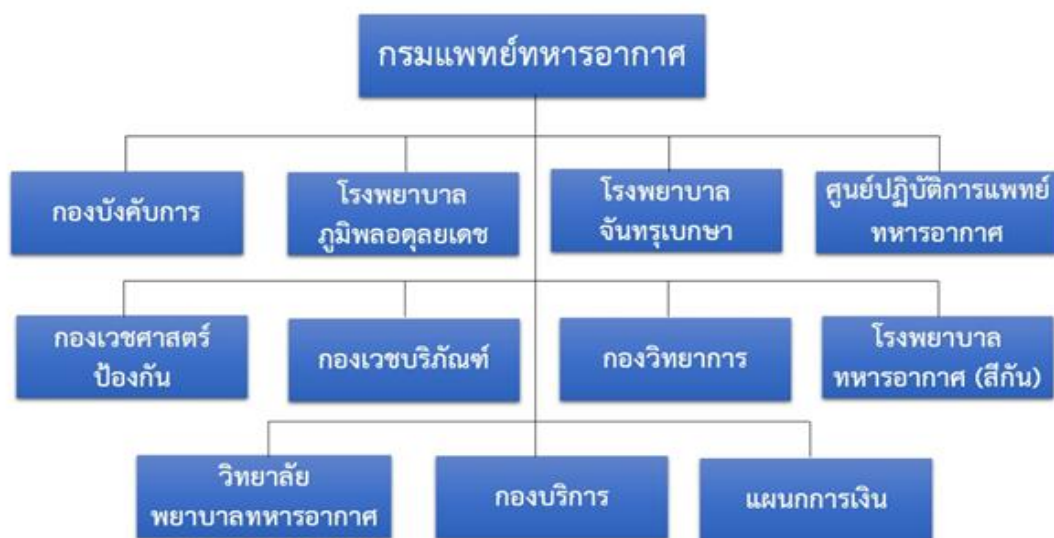 กรมแพทย์ทหารอากาศ
กองบังคับการ
โรงพยาบาล
ภูมิพลอดุลยเดช
โรงพยาบาล
จันทรุเบกษา
ศูนย์ปฏิบัติการแพทย์
ทหารอากาศ
กองเวชศาสตร์
ป้องกัน
กองเวชบริภัณฑ์
กองวิทยาการ
โรงพยาบาล
ทหารอากาศ (สีกัน)
วิทยาลัย
พยาบาลทหารอากาศ
กองบริการ
แผนกการเงิน